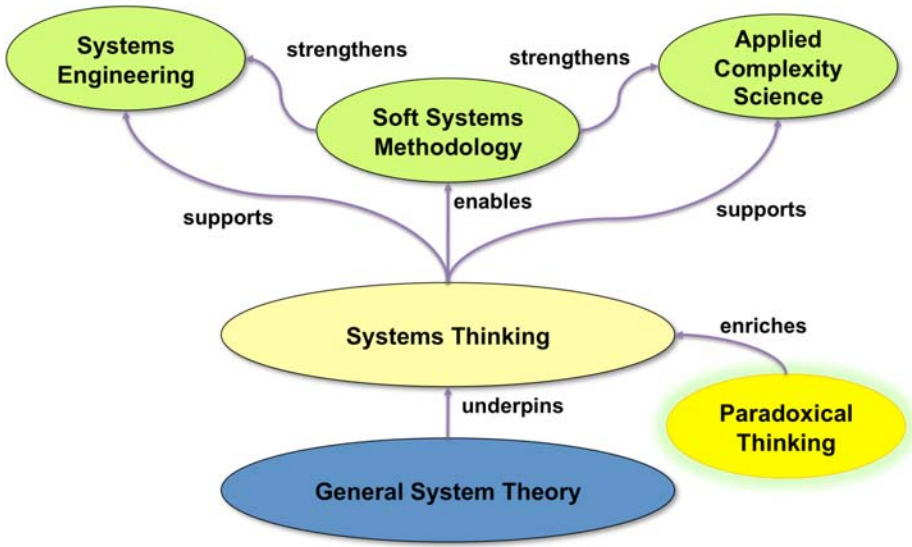 Systems
Engineering
strengthens
strengthens
Applied
Complexity
Science
Soft Systems
Methodology
supports
enables
supports
Systems Thinking
enriches
underpins
Paradoxical
Thinking
General System Theory